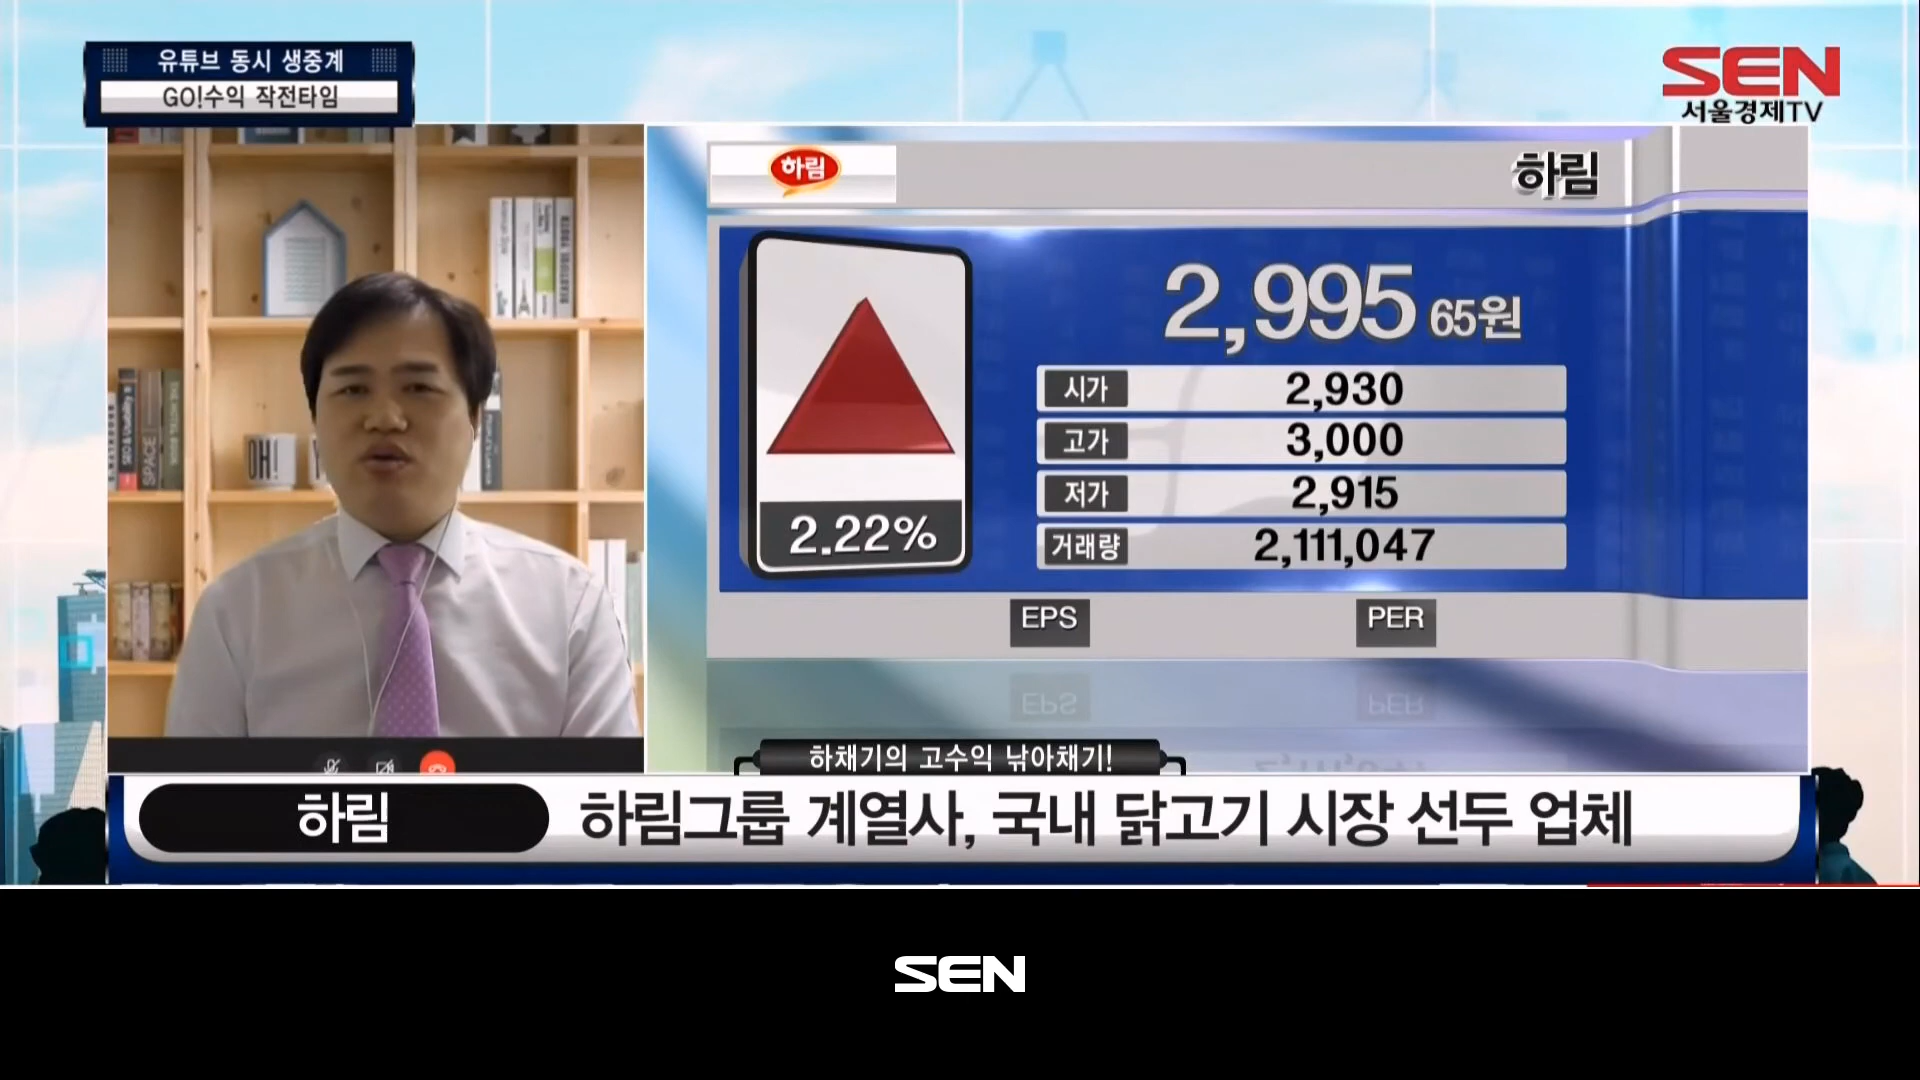 유튜브 동시 생중계
GO!수익 작전타임
SEN
서울경제TV
하림
하림
2,995 65원
2.22%
시가 2,930
고가 3,000
저가 2,915
거래량 2,111,047
EPS PER
OH!
SEO & Usability
SPACE
하채기의 고수익 낚아채기!
하림 하림그룹 계열사, 국내 닭고기 시장 선두 업체
SEN